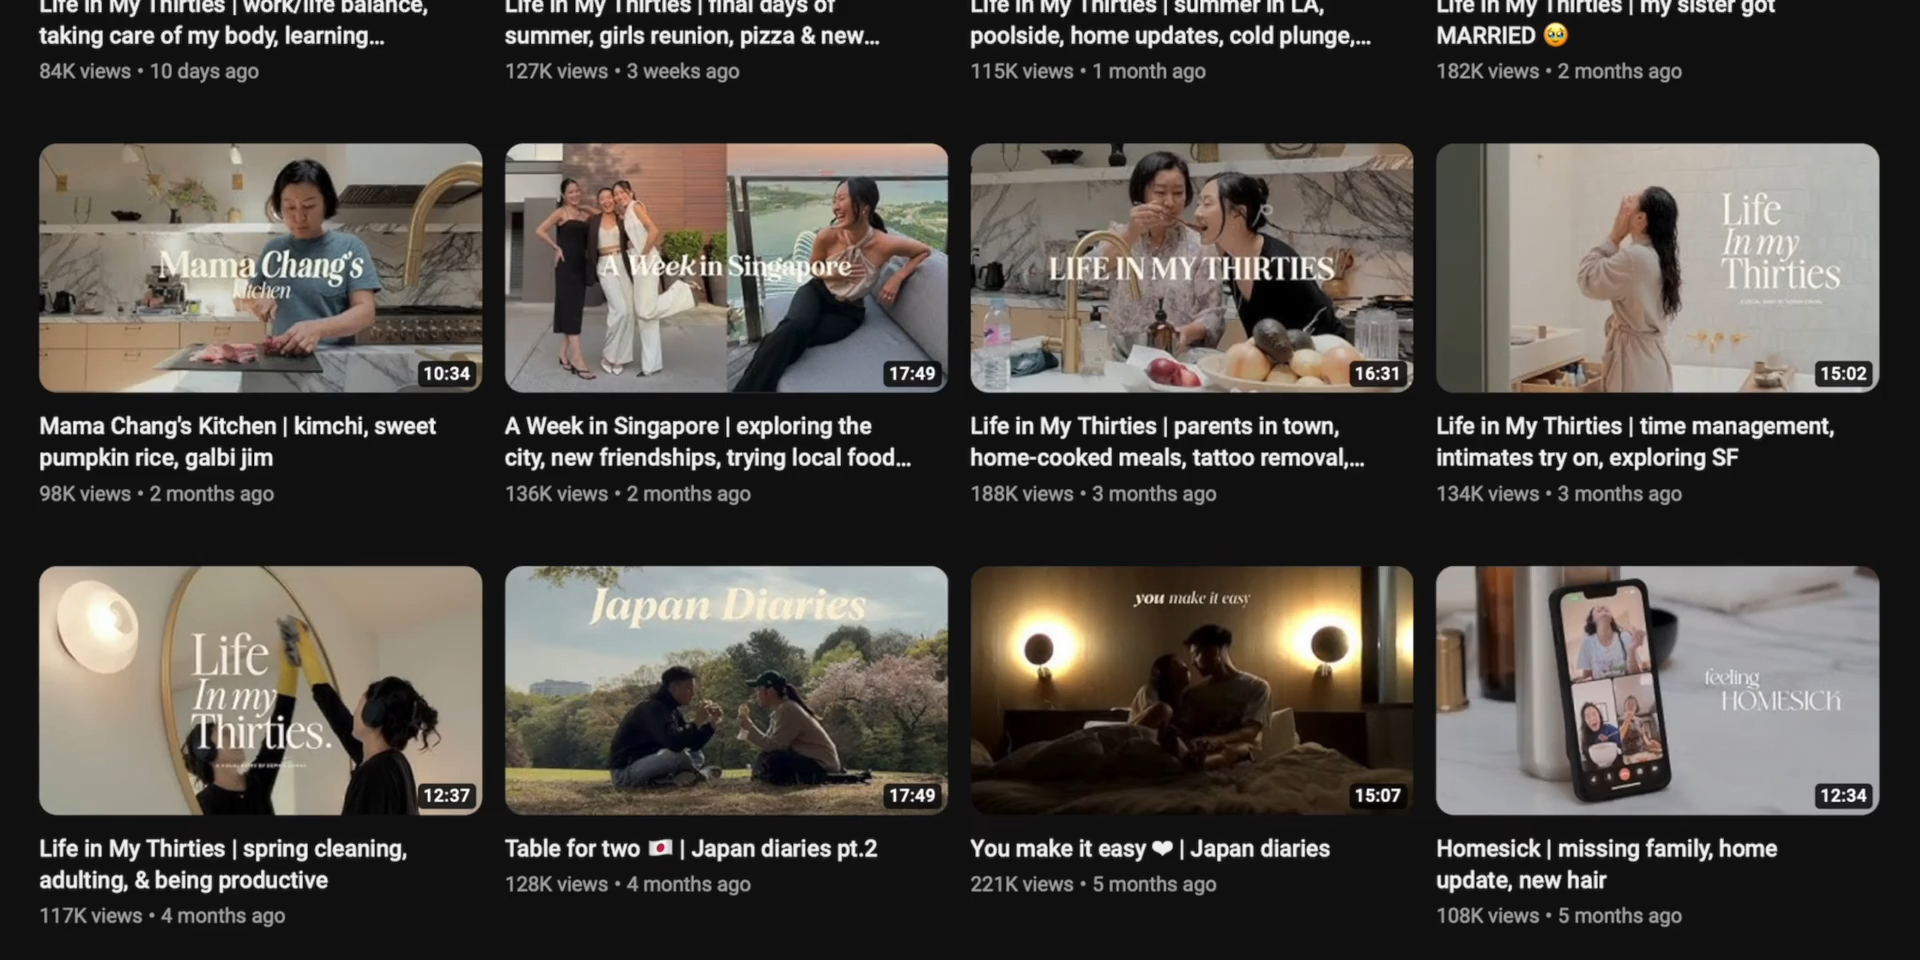 Life in My Thirties | work/life balance,
taking care of my body, learning...
84K views • 10 days ago
Life in My Thirties | final days of
summer, girls reunion, pizza & new...
127K views • 3 weeks ago
Life in My Thirties | summer in LA,
poolside, home updates, cold plunge,...
115K views • 1 month ago
Life in My Thirties | my sister got
MARRIED 🥹
182K views • 2 months ago
Mama Chang's
Kitchen
10:34
Mama Chang's Kitchen | kimchi, sweet
pumpkin rice, galbi jim
98K views • 2 months ago
A Week in Singapore
17:49
A Week in Singapore | exploring the
city, new friendships, trying local food...
136K views • 2 months ago
LIFE IN MY THIRTIES
16:31
Life in My Thirties | parents in town,
home-cooked meals, tattoo removal,...
188K views • 3 months ago
Life
In my
Thirties
15:02
Life in My Thirties | time management,
intimates try on, exploring SF
134K views • 3 months ago
Life
In my
Thirties.
12:37
Life in My Thirties | spring cleaning,
adulting, & being productive
117K views • 4 months ago
Japan Diaries
17:49
Table for two 🇯🇵 | Japan diaries pt.2
128K views • 4 months ago
you make it easy
15:07
You make it easy ❤ | Japan diaries
221K views • 5 months ago
feeling
HOMESICK
12:34
Homesick | missing family, home
update, new hair
108K views • 5 months ago